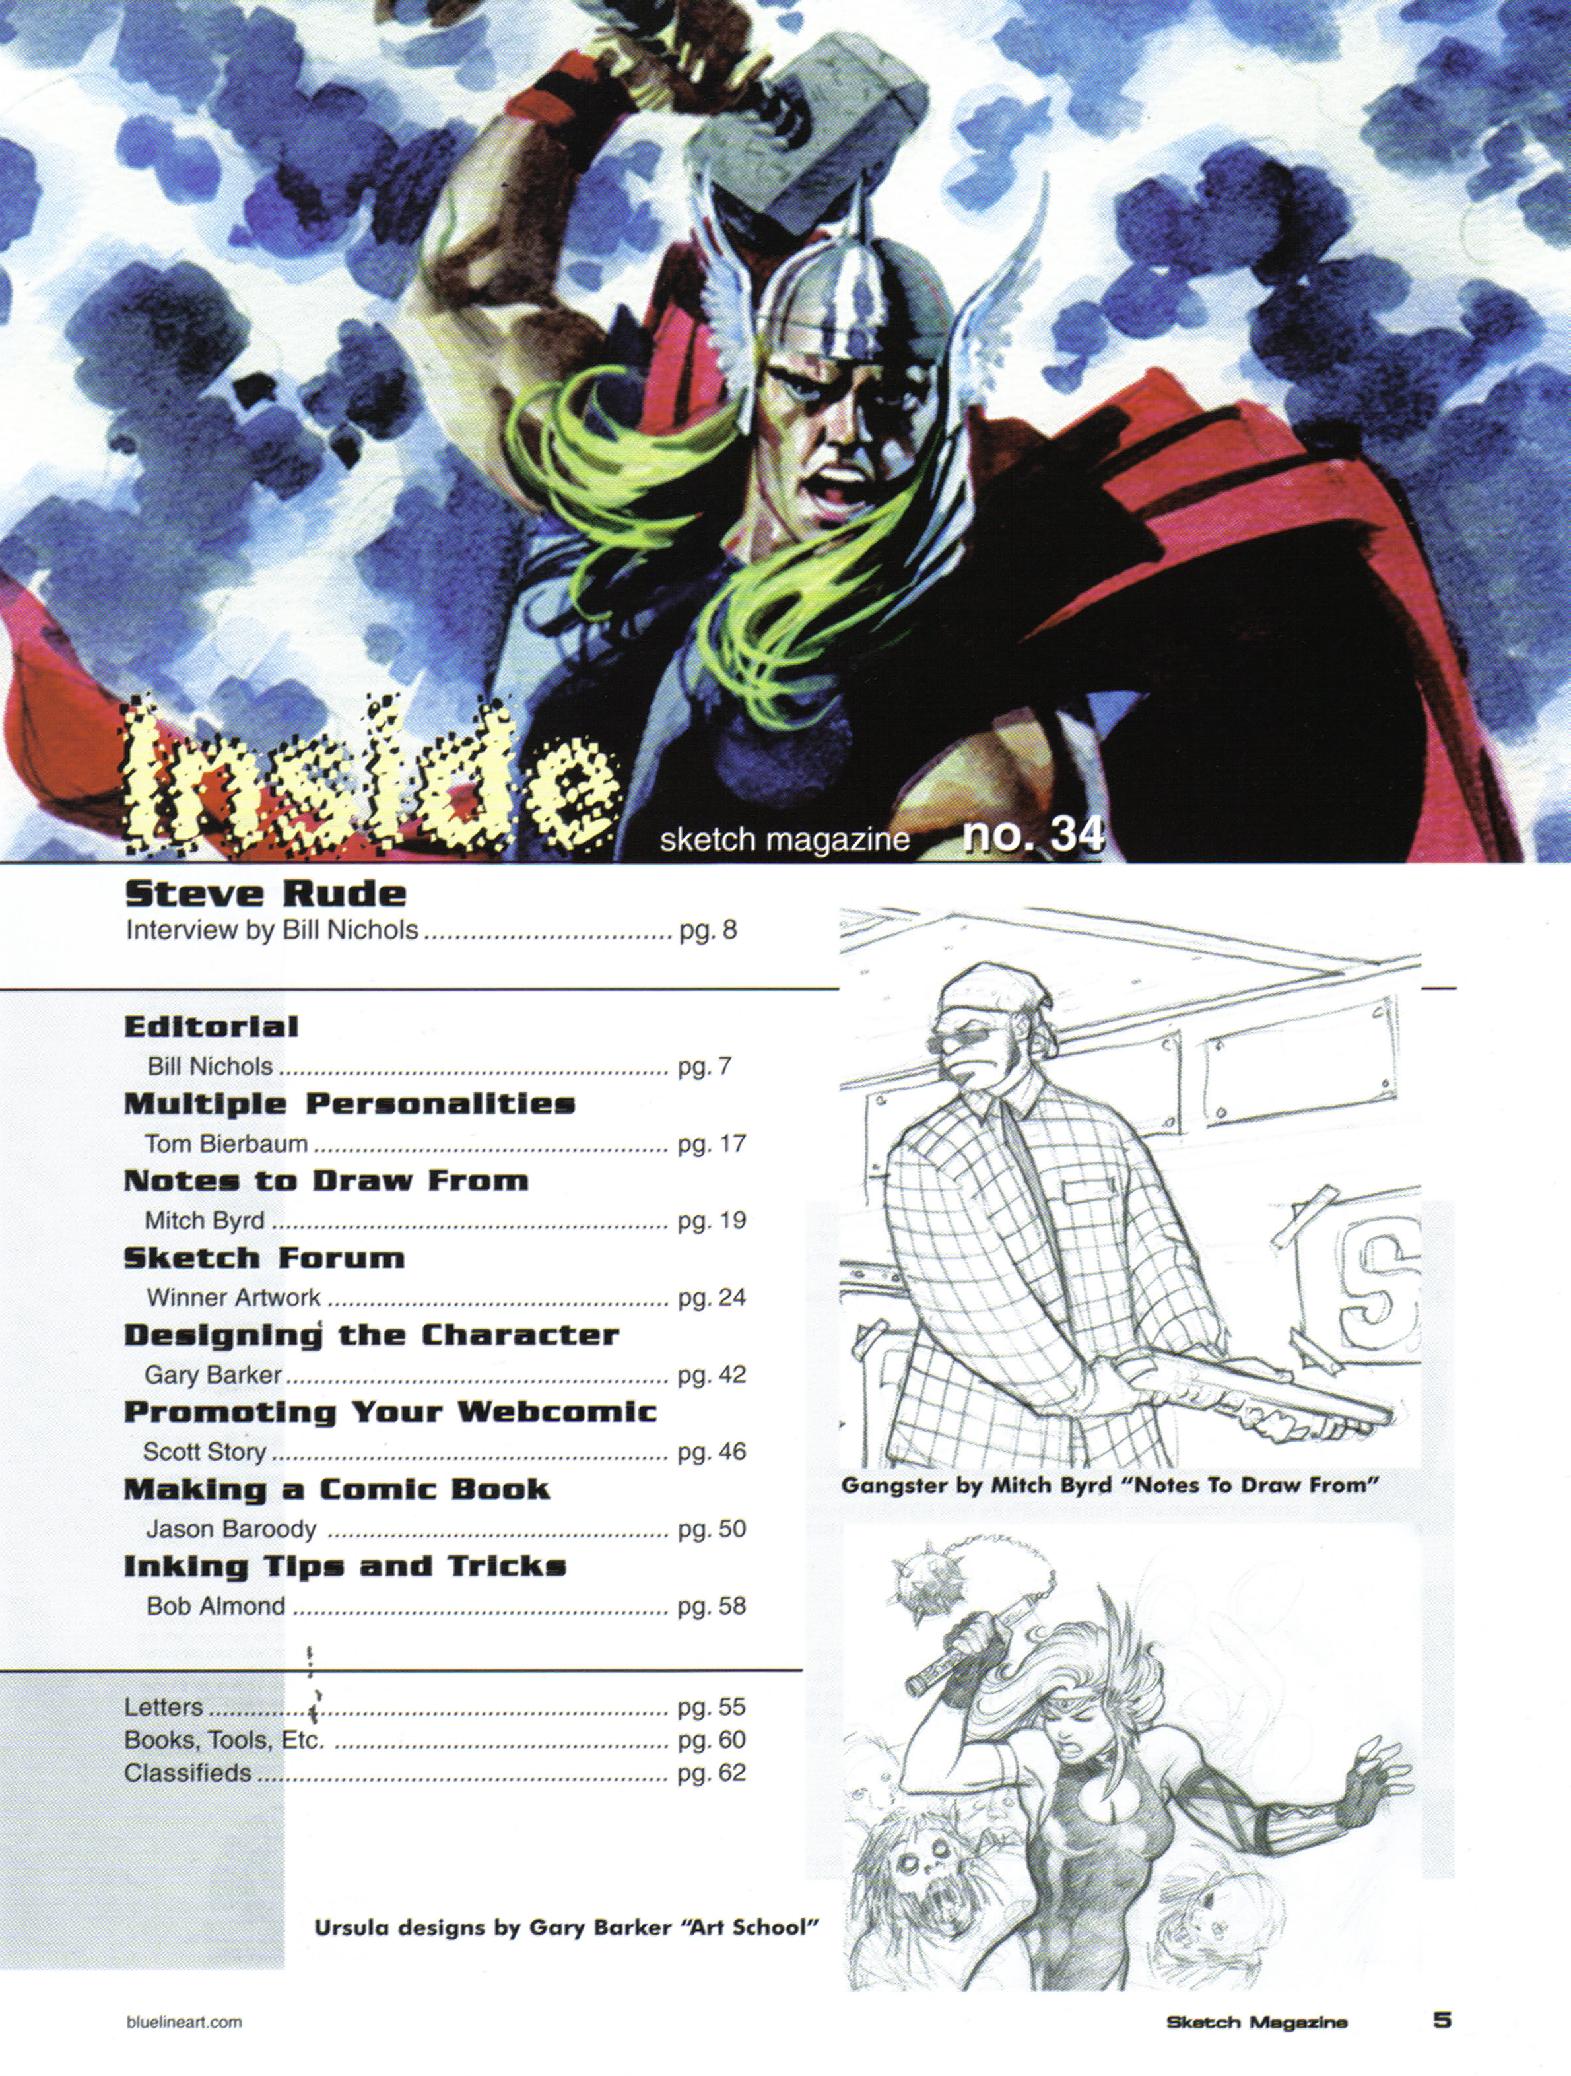 Inside
sketch magazine no. 34
Steve Rude
Interview by Bill Nichols ................................ pg. 8
Editorial
Bill Nichols ........................................................ pg. 7
Multiple Personalities
Tom Bierbaum ................................................... pg. 17
Notes to Draw From
Mitch Byrd ......................................................... pg. 19
Sketch Forum
Winner Artwork ................................................. pg. 24
Designing the Character
Gary Barker ....................................................... pg. 42
Promoting Your Webcomic
Scott Story ......................................................... pg. 46
Making a Comic Book
Jason Baroody ................................................. pg. 50
Inking Tips and Tricks
Bob Almond ...................................................... pg. 58
Letters .................................................................. pg. 55
Books, Tools, Etc. ................................................ pg. 60
Classifieds ........................................................... pg. 62
S
Gangster by Mitch Byrd “Notes To Draw From”
Ursula designs by Gary Barker “Art School”
bluelineart.com
Sketch Magazine 5